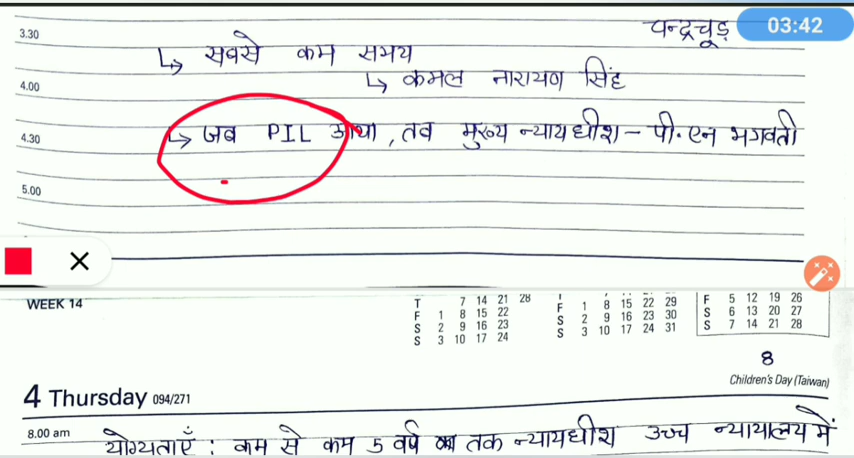 3.30
चन्द्रचूड़ 03:42
↳ सबसे कम समय
4.00
↳ कमल नारायण सिंह
4.30 ↳ जब PIL आया, तब मुख्य न्यायधीश - पी. एन भगवती
5.00
WEEK 14
T 7 14 21 28
F 1 8 15 22
S 2 9 16 23
S 3 10 17 24
F 1 8 15 22 29
S 2 9 16 23 30
S 3 10 17 24 31
F 5 12 19 26
S 6 13 20 27
S 7 14 21 28
8
Children's Day (Taiwan)
4 Thursday 094/271
8.00 am योग्यताएँ : कम से कम 5 वर्ष तक न्यायधीश उच्च न्यायालय में